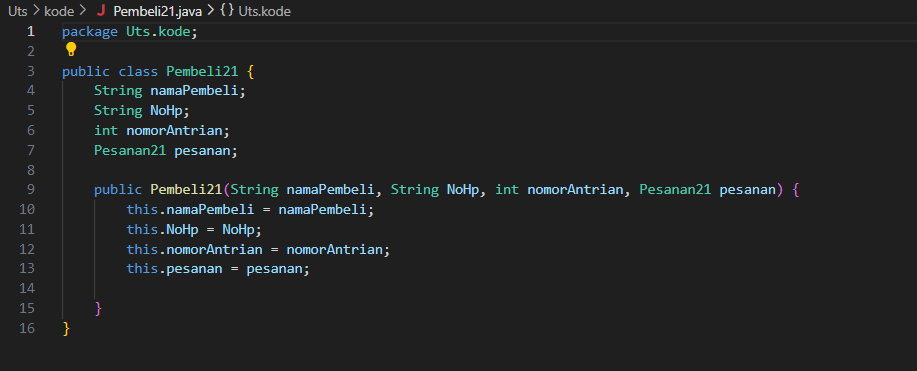 Uts > kode > J Pembeli21.java > {} Uts.kode
1 package Uts.kode;
2
3 public class Pembeli21 {
4 String namaPembeli;
5 String NoHp;
6 int nomorAntrian;
7 Pesanan21 pesanan;
8
9 public Pembeli21(String namaPembeli, String NoHp, int nomorAntrian, Pesanan21 pesanan) {
10 this.namaPembeli = namaPembeli;
11 this.NoHp = NoHp;
12 this.nomorAntrian = nomorAntrian;
13 this.pesanan = pesanan;
14
15 }
16 }